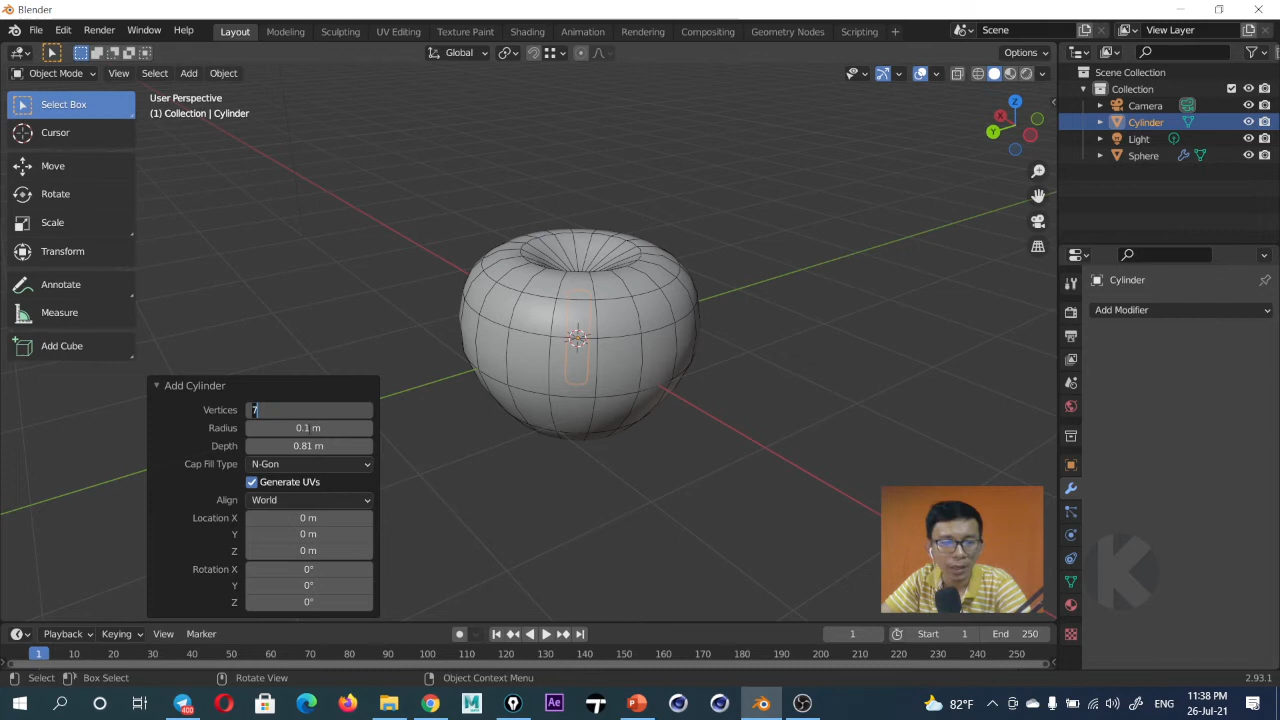 Blender
File Edit Render Window Help Layout Modeling Sculpting UV Editing Texture Paint Shading Animation Rendering Compositing Geometry Nodes Scripting + Scene View Layer
Global Options
Object Mode View Select Add Object
Scene Collection
Collection
Camera
Cylinder
Light
Sphere
Select Box
Cursor
Move
Rotate
Scale
Transform
Annotate
Measure
Add Cube
User Perspective
(1) Collection | Cylinder
Z
X
Y
Cylinder
Add Modifier
Add Cylinder
Vertices 7
Radius 0.1 m
Depth 0.81 m
Cap Fill Type N-Gon
Generate UVs
Align World
Location X 0 m
Y 0 m
Z 0 m
Rotation X 0°
Y 0°
Z 0°
K
Playback Keying View Marker 1 Start 1 End 250
1 10 20 30 40 50 60 70 80 90 100 110 120 130 140 150 160 170 180 190 200 210 220 230 240 250
Select Box Select Rotate View Object Context Menu 2.93.1
400 M Ae P 82°F 11:38 PM
26-Jul-21